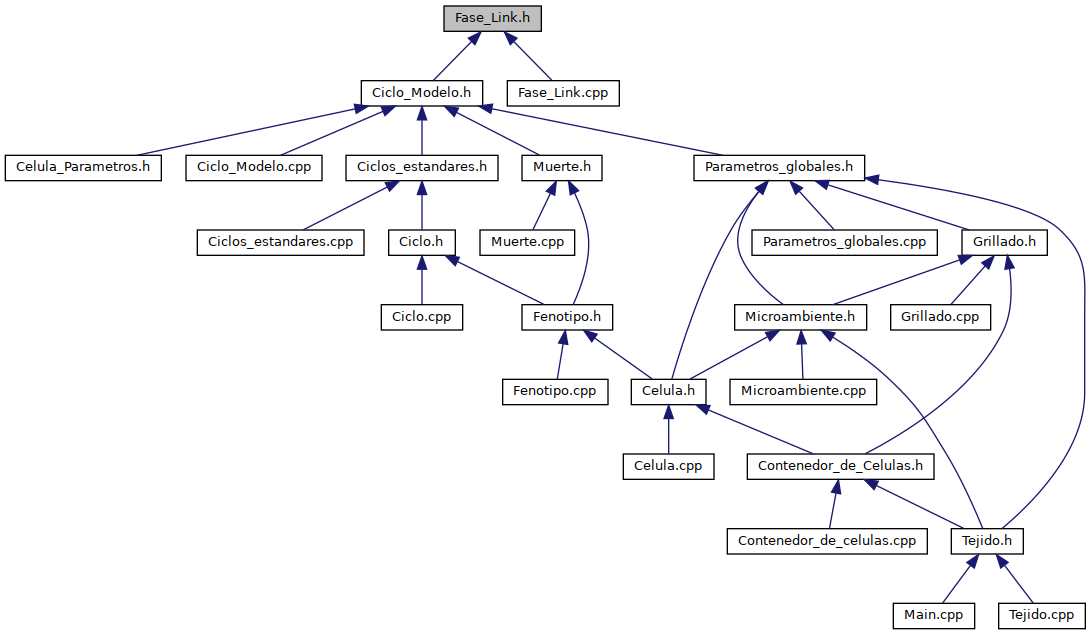 Fase_Link.h
Ciclo_Modelo.h
Fase_Link.cpp
Celula_Parametros.h
Ciclo_Modelo.cpp
Ciclos_estandares.h
Muerte.h
Parametros_globales.h
Ciclos_estandares.cpp
Ciclo.h
Muerte.cpp
Parametros_globales.cpp
Grillado.h
Ciclo.cpp
Fenotipo.h
Microambiente.h
Grillado.cpp
Fenotipo.cpp
Celula.h
Microambiente.cpp
Celula.cpp
Contenedor_de_Celulas.h
Contenedor_de_celulas.cpp
Tejido.h
Main.cpp
Tejido.cpp